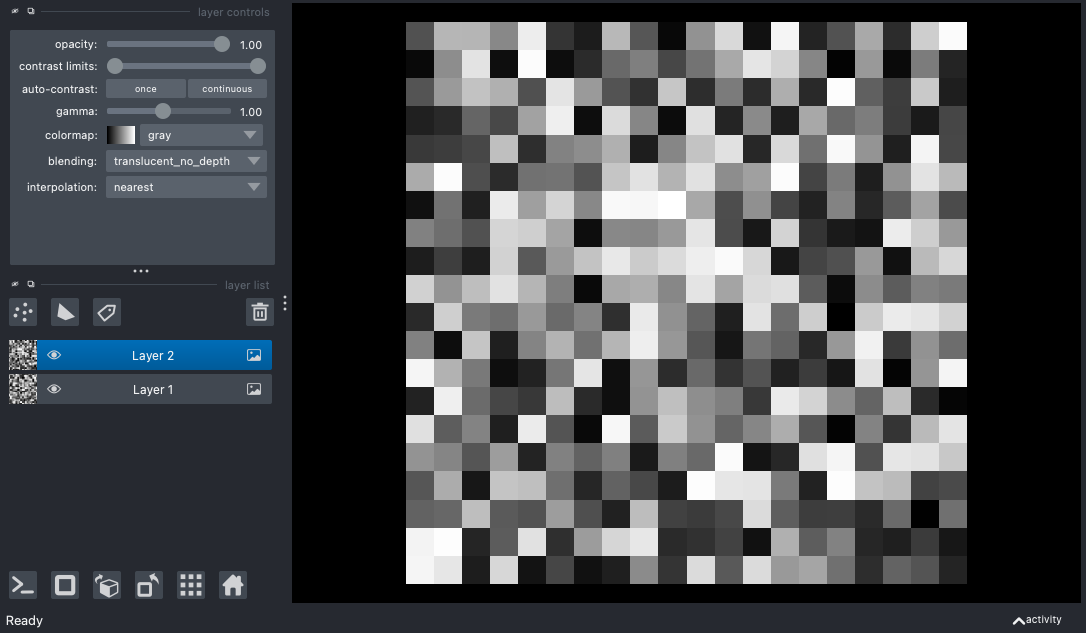 layer controls
opacity: 1.00
contrast limits:
auto-contrast: once continuous
gamma: 1.00
colormap: gray
blending: translucent_no_depth
interpolation: nearest
layer list
Layer 2
Layer 1
Ready
activity